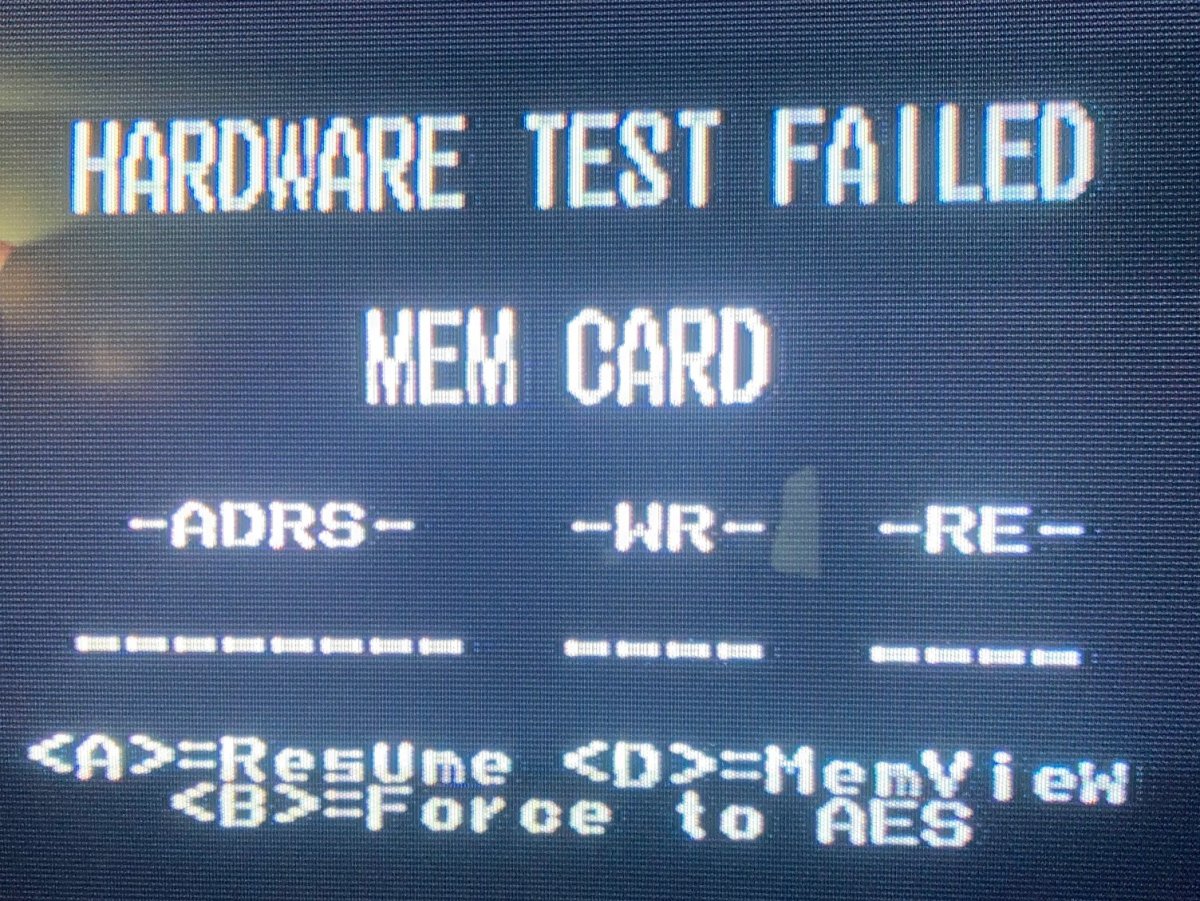 HARDWARE TEST FAILED
MEM CARD
-ADRS- -WR- -RE-
-------- ---- ----
<A>=ResUme <D>=MemVieW
<B>=Force to AES